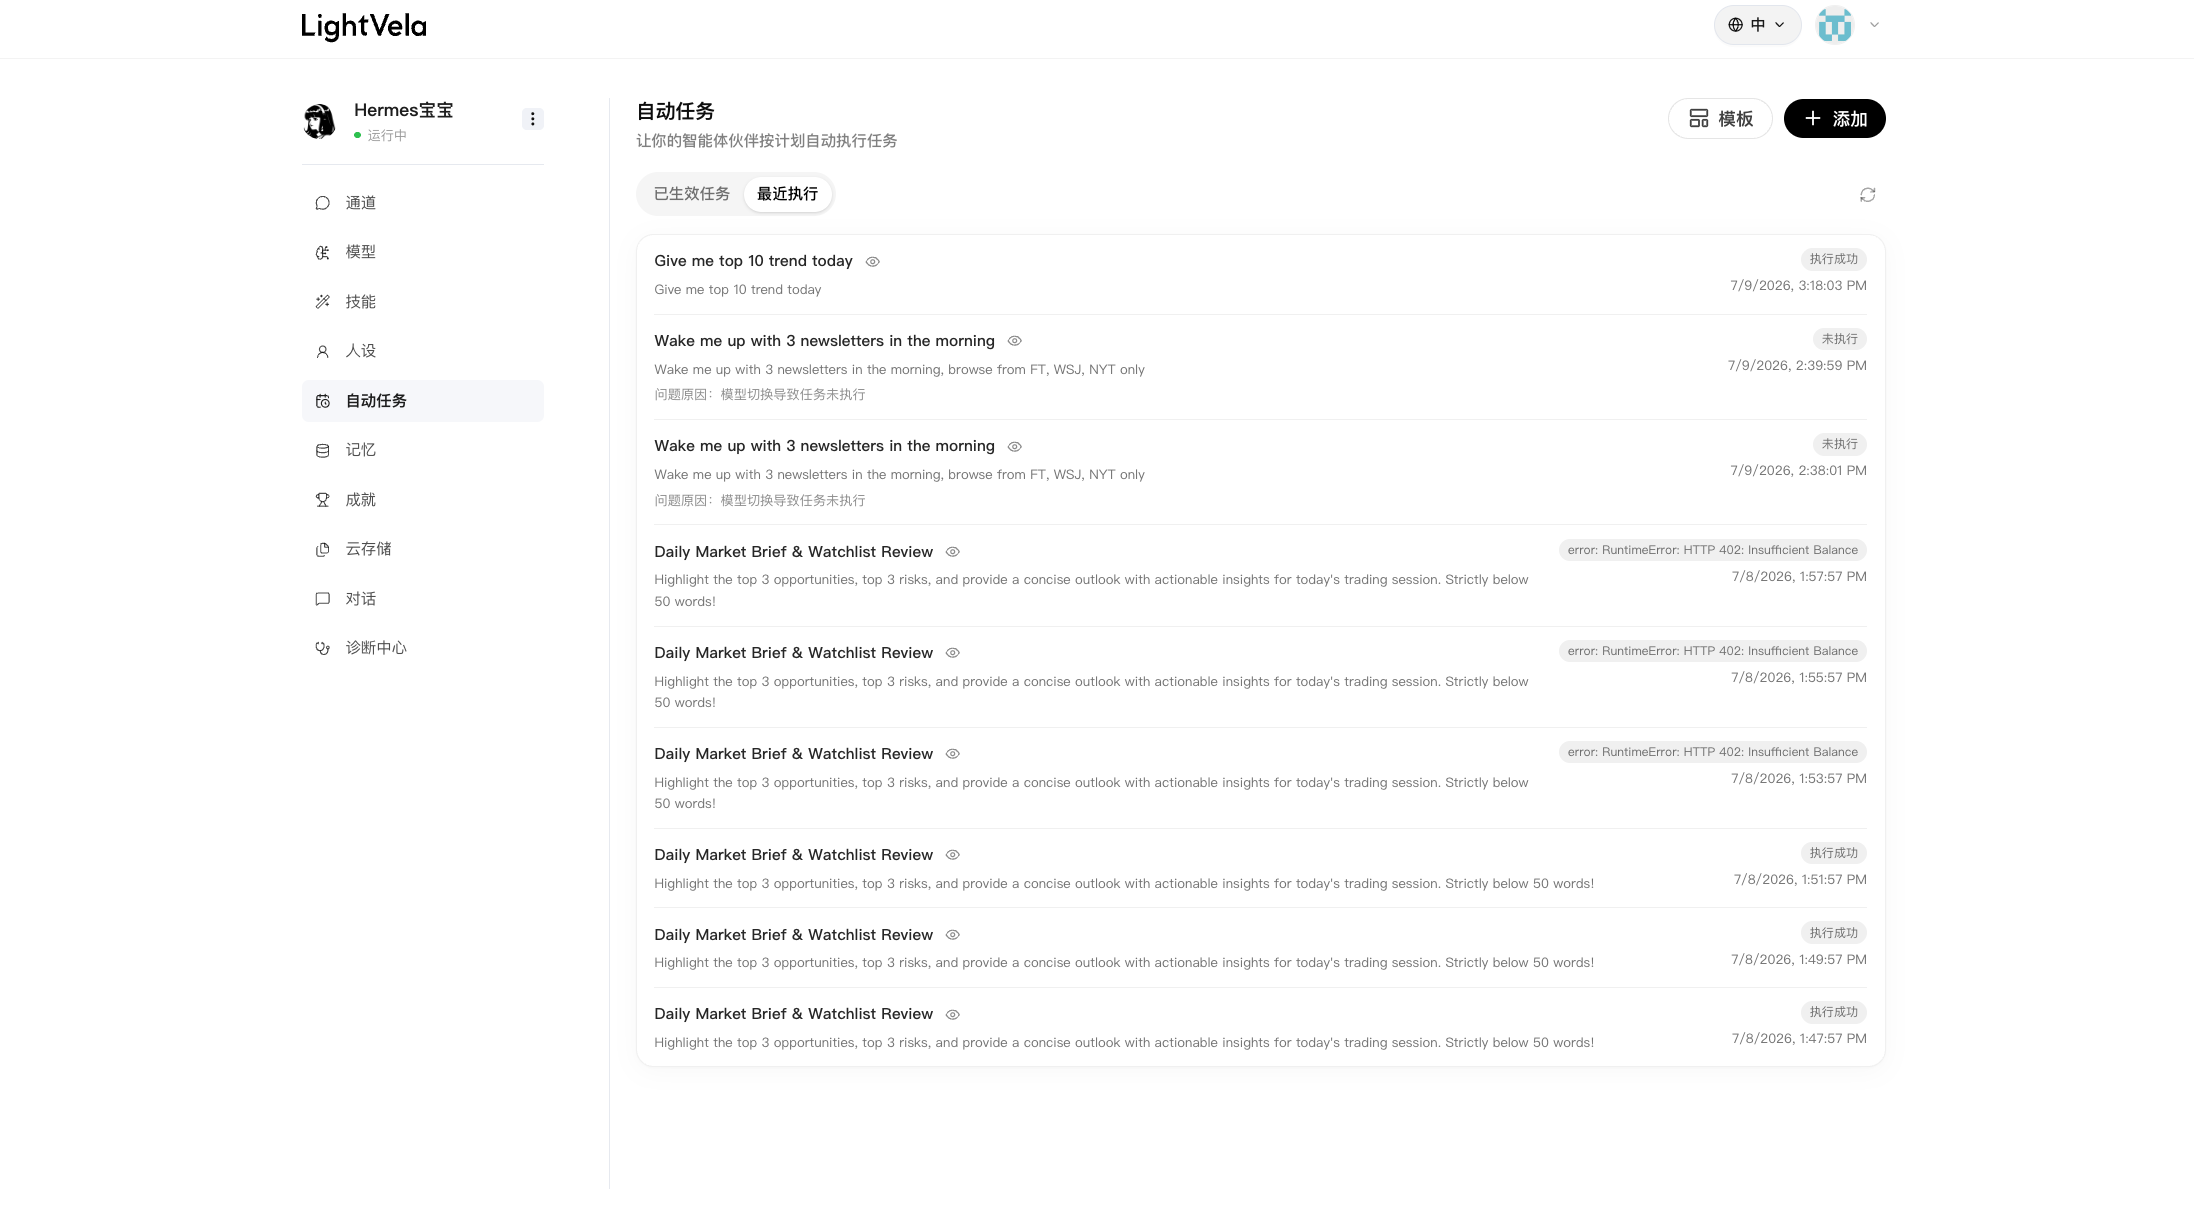 LightVela
中
Hermes宝宝
运行中
通道
模型
技能
人设
自动任务
记忆
成就
云存储
对话
诊断中心
自动任务
让你的智能体伙伴按计划自动执行任务
模板
添加
已生效任务
最近执行
Give me top 10 trend today
执行成功
Give me top 10 trend today
7/9/2026, 3:18:03 PM
Wake me up with 3 newsletters in the morning
未执行
Wake me up with 3 newsletters in the morning, browse from FT, WSJ, NYT only
7/9/2026, 2:39:59 PM
问题原因：模型切换导致任务未执行
Wake me up with 3 newsletters in the morning
未执行
Wake me up with 3 newsletters in the morning, browse from FT, WSJ, NYT only
7/9/2026, 2:38:01 PM
问题原因：模型切换导致任务未执行
Daily Market Brief & Watchlist Review
error: RuntimeError: HTTP 402: Insufficient Balance
Highlight the top 3 opportunities, top 3 risks, and provide a concise outlook with actionable insights for today's trading session. Strictly below
50 words!
7/8/2026, 1:57:57 PM
Daily Market Brief & Watchlist Review
error: RuntimeError: HTTP 402: Insufficient Balance
Highlight the top 3 opportunities, top 3 risks, and provide a concise outlook with actionable insights for today's trading session. Strictly below
50 words!
7/8/2026, 1:55:57 PM
Daily Market Brief & Watchlist Review
error: RuntimeError: HTTP 402: Insufficient Balance
Highlight the top 3 opportunities, top 3 risks, and provide a concise outlook with actionable insights for today's trading session. Strictly below
50 words!
7/8/2026, 1:53:57 PM
Daily Market Brief & Watchlist Review
执行成功
Highlight the top 3 opportunities, top 3 risks, and provide a concise outlook with actionable insights for today's trading session. Strictly below 50 words!
7/8/2026, 1:51:57 PM
Daily Market Brief & Watchlist Review
执行成功
Highlight the top 3 opportunities, top 3 risks, and provide a concise outlook with actionable insights for today's trading session. Strictly below 50 words!
7/8/2026, 1:49:57 PM
Daily Market Brief & Watchlist Review
执行成功
Highlight the top 3 opportunities, top 3 risks, and provide a concise outlook with actionable insights for today's trading session. Strictly below 50 words!
7/8/2026, 1:47:57 PM